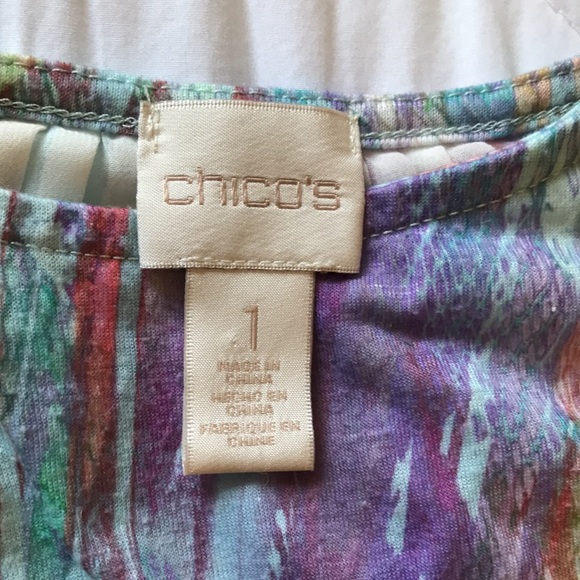 chico's
1
MADE IN
CHINA
HECHO EN
CHINA
FABRIQUE EN
CHINE